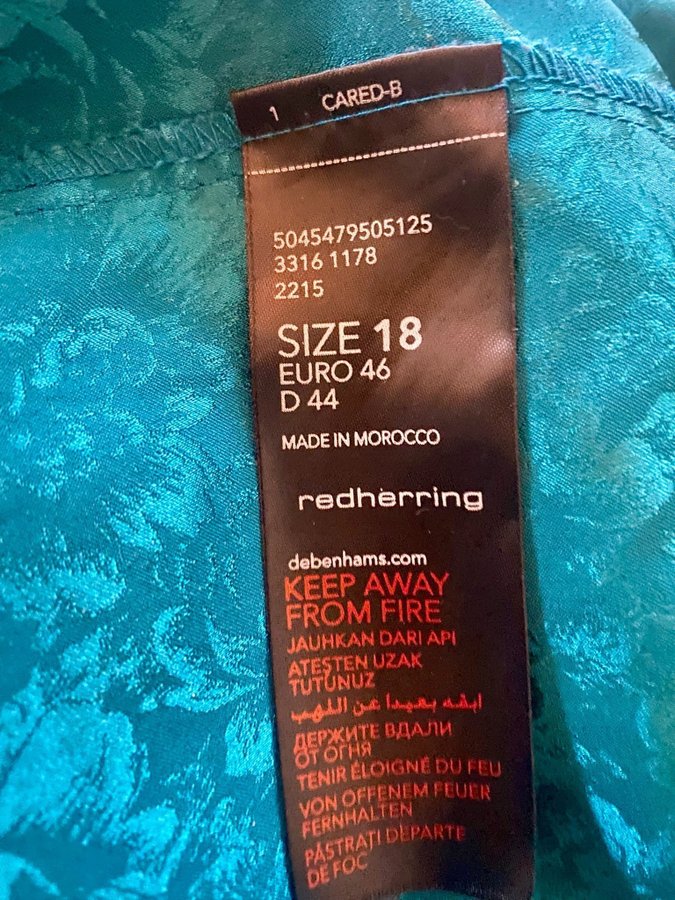 1 CARED-B
5045479505125
3316 1178
2215
SIZE 18
EURO 46
D 44
MADE IN MOROCCO
redherring
debenhams.com
KEEP AWAY
FROM FIRE
JAUHKAN DARI API
ATEŞTEN UZAK
TUTUNUZ
ابقه بعيدا عن اللهب
ДЕРЖИТЕ ВДАЛИ
ОТ ОГНЯ
TENIR ÉLOIGNÉ DU FEU
VON OFFENEM FEUER
FERNHALTEN
PĂSTRAŢI DEPARTE
DE FOC